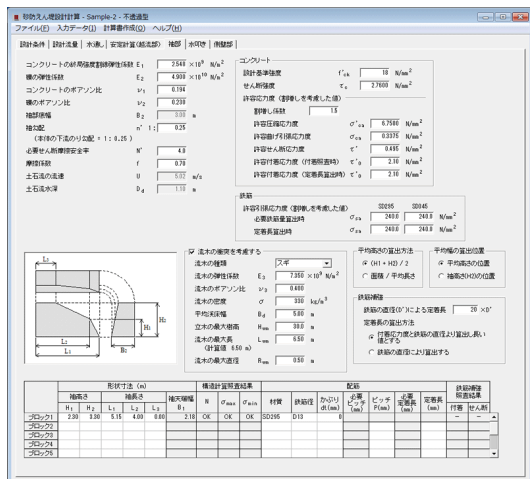 砂防えん堤設計計算 - Sample-2 - 不透過型
ファイル(F) 入力データ(I) 計算書作成(O) ヘルプ(H)
設計条件 設計流量 水通し 安定計算(越流部) 袖部 水叩き 側壁部
コンクリートの終局強度割線弾性係数 E1 2.548 ×10^9 N/m2
礫の弾性係数 E2 4.900 ×10^10 N/m2
コンクリートのポアソン比 ν1 0.194
礫のポアソン比 ν2 0.230
袖部底幅 B2 3.00 m
袖勾配 n' 1: 0.25
(本体の下流のり勾配 = 1:0.25)
必要せん断摩擦安全率 N' 4.0
摩擦係数 f 0.70
土石流の流速 U 5.02 m/s
土石流水深 Dd 1.10 m
コンクリート
設計基準強度 f'ck 18 N/mm2
せん断強度 τc 2.7600 N/mm2
許容応力度(割増しを考慮した値)
割増し係数 1.5
許容圧縮応力度 σ'ca 6.7500 N/mm2
許容曲げ引張応力度 σca 0.3375 N/mm2
許容せん断応力度 τ' 0.495 N/mm2
許容付着応力度(付着照査時) τ'0 2.10 N/mm2
許容付着応力度(定着長算出時) τ'0 2.10 N/mm2
鉄筋
許容引張応力度(割増しを考慮した値) SD295 SD345
必要鉄筋量算出時 σsa 240.0 240.0 N/mm2
定着長算出時 σsa 240.0 240.0 N/mm2
流木の衝突を考慮する
流木の種類 スギ
流木の弾性係数 E3 7.350 ×10^9 N/m2
流木のポアソン比 ν3 0.400
流木の密度 σ 330 kg/m3
平均渓床幅 Bd 5.00 m
立木の最大樹高 Hwm 30.0 m
流木の最大長 Lwm 6.50 m
(計算値 6.50 m)
流木の最大直径 Rwm 0.50 m
平均高さの算出方法
(H1 + H2) / 2
面積 / 平均長さ
平均幅の算出位置
平均高さの位置
袖高さ(H2)の位置
鉄筋補強
鉄筋の直径(D')による定着長 20 ×D'
定着長の算出方法
付着応力度と鉄筋の直径より算出し長い値とする
鉄筋の直径により算出する
L3
H2
H1
L2
B2
L1
形状寸法 (m) 構造計算照査結果 配筋 鉄筋補強照査結果
袖高さ 袖長さ 袖天端幅
H1 H2 L1 L2 L3 B1 N σmax σmin 材質 鉄筋径 かぶり dt(mm) 必要ピッチ(mm) ピッチ P(mm) 必要定着長(mm) 定着長(mm) 付着 せん断
ブロック1 2.30 3.30 5.15 4.00 0.00 2.18 OK OK OK SD295 D13 0 － －
ブロック2
ブロック3
ブロック4
ブロック5